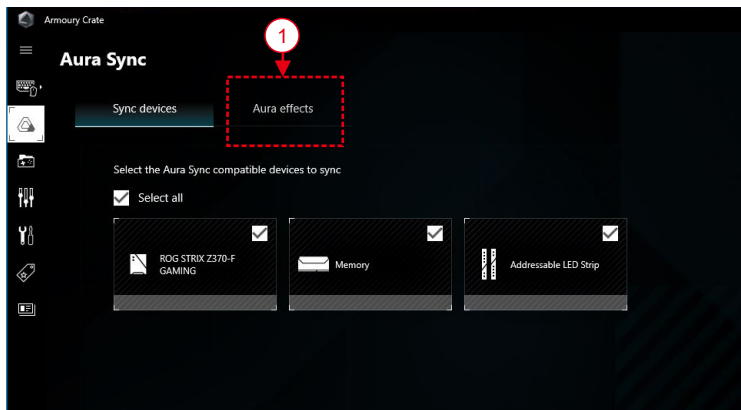 Armoury Crate
1
Aura Sync
Sync devices
Aura effects
Select the Aura Sync compatible devices to sync
Select all
ROG STRIX Z370-F
GAMING
Memory
Addressable LED Strip